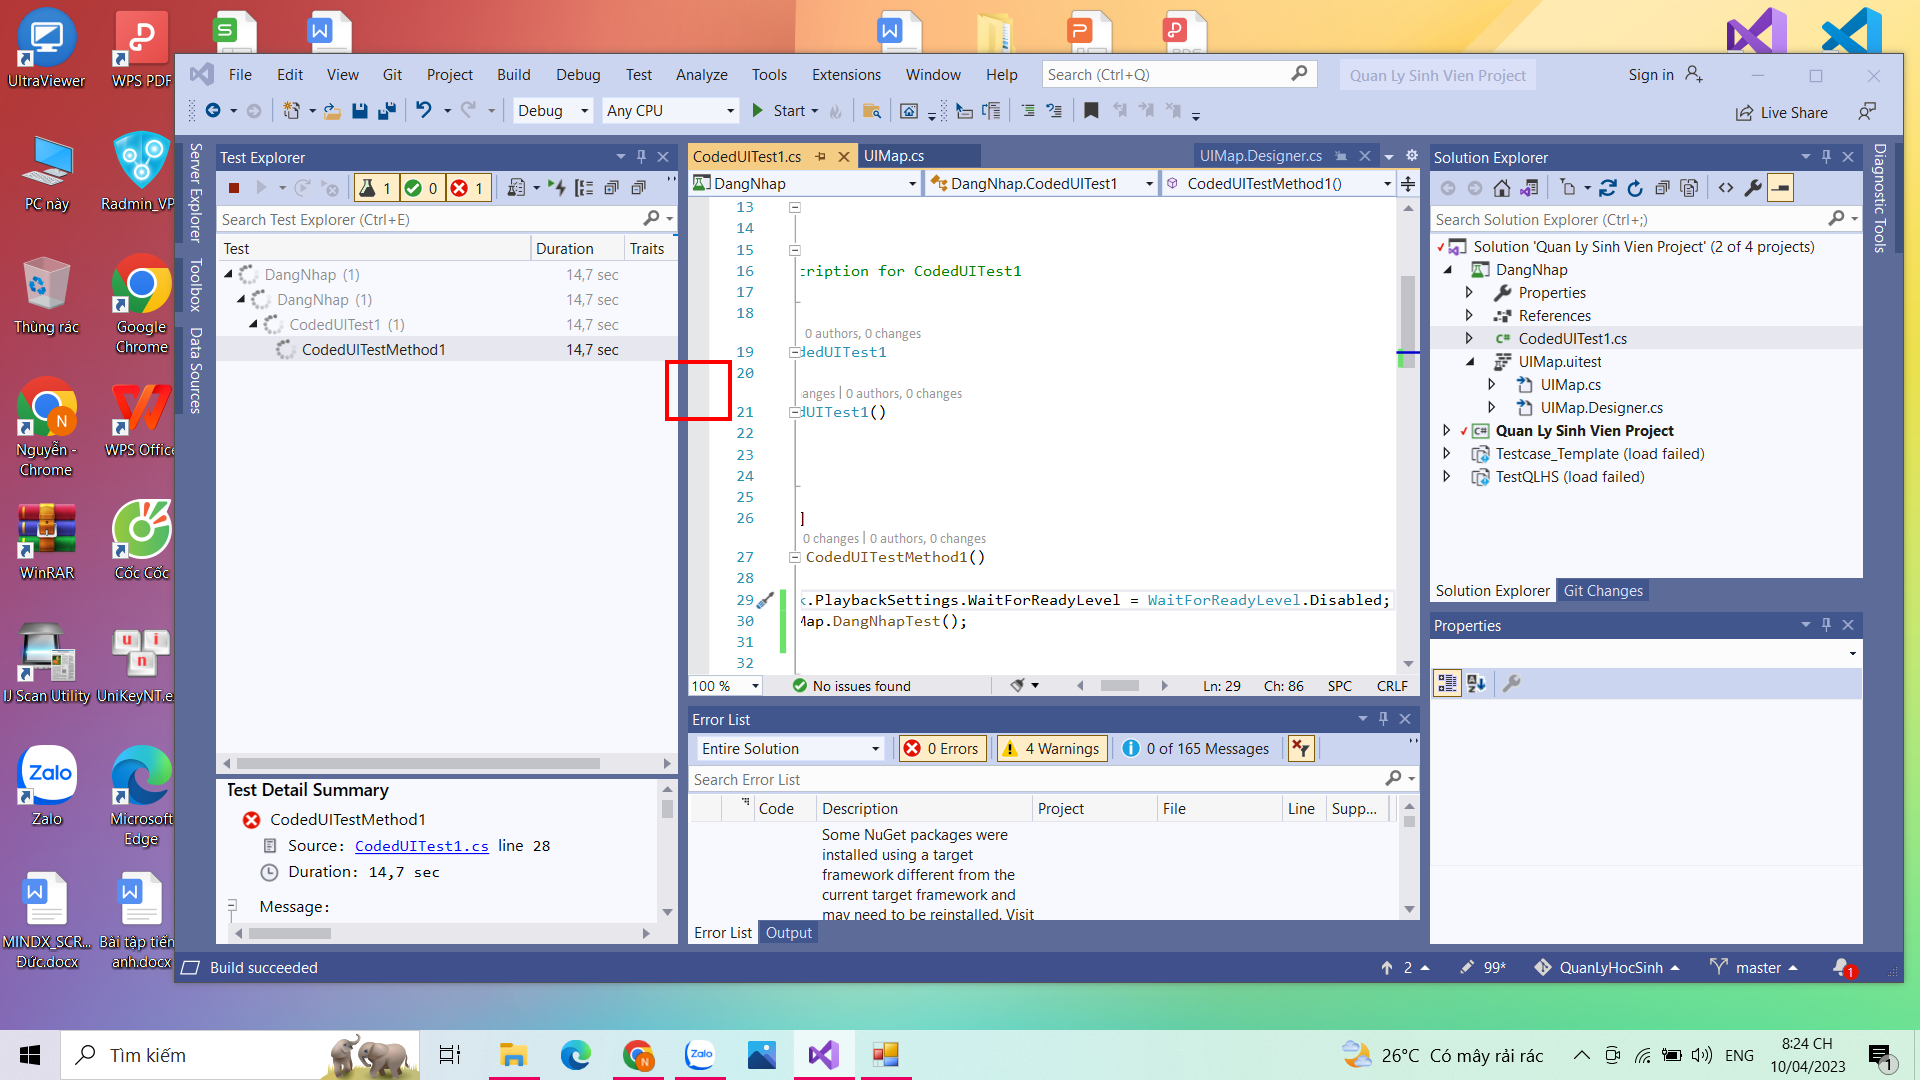 UltraViewer
WPS PDF
PC này
Radmin_VP
Thùng rác
Google Chrome
Nguyễn - Chrome
WPS Office
WinRAR
Cốc Cốc
IJ Scan Utility
UniKeyNT.e
Zalo
Microsoft Edge
MINDX_SCR... Đức.docx
Bài tập tiến anh.docx
File Edit View Git Project Build Debug Test Analyze Tools Extensions Window Help
Search (Ctrl+Q)
Quan Ly Sinh Vien Project
Sign in
Debug
Any CPU
Start
Live Share
Server Explorer
Toolbox
Data Sources
Test Explorer
1 0 1
Search Test Explorer (Ctrl+E)
Test Duration Traits
DangNhap (1) 14,7 sec
DangNhap (1) 14,7 sec
CodedUITest1 (1) 14,7 sec
CodedUITestMethod1 14,7 sec
Test Detail Summary
CodedUITestMethod1
Source: CodedUITest1.cs line 28
Duration: 14,7 sec
Message:
CodedUITest1.cs
UIMap.cs
UIMap.Designer.cs
DangNhap
DangNhap.CodedUITest1
CodedUITestMethod1()
13
14
15
16 cription for CodedUITest1
17
18
0 authors, 0 changes
19 dedUITest1
20
anges | 0 authors, 0 changes
21 dUITest1()
22
23
24
25
26 ]
0 changes | 0 authors, 0 changes
27 CodedUITestMethod1()
28
29 k.PlaybackSettings.WaitForReadyLevel = WaitForReadyLevel.Disabled;
30 Map.DangNhapTest();
31
32
100 %
No issues found
Ln: 29 Ch: 86 SPC CRLF
Error List
Entire Solution
0 Errors
4 Warnings
0 of 165 Messages
Search Error List
Code Description Project File Line Supp...
Some NuGet packages were
installed using a target
framework different from the
current target framework and
may need to be reinstalled. Visit
Error List Output
Solution Explorer
Search Solution Explorer (Ctrl+;)
Solution 'Quan Ly Sinh Vien Project' (2 of 4 projects)
DangNhap
Properties
References
CodedUITest1.cs
UIMap.uitest
UIMap.cs
UIMap.Designer.cs
Quan Ly Sinh Vien Project
Testcase_Template (load failed)
TestQLHS (load failed)
Solution Explorer Git Changes
Properties
Diagnostic Tools
Build succeeded
2 99* QuanLyHocSinh master 1
Tìm kiếm
26°C Có mây rải rác
ENG
8:24 CH
10/04/2023
1